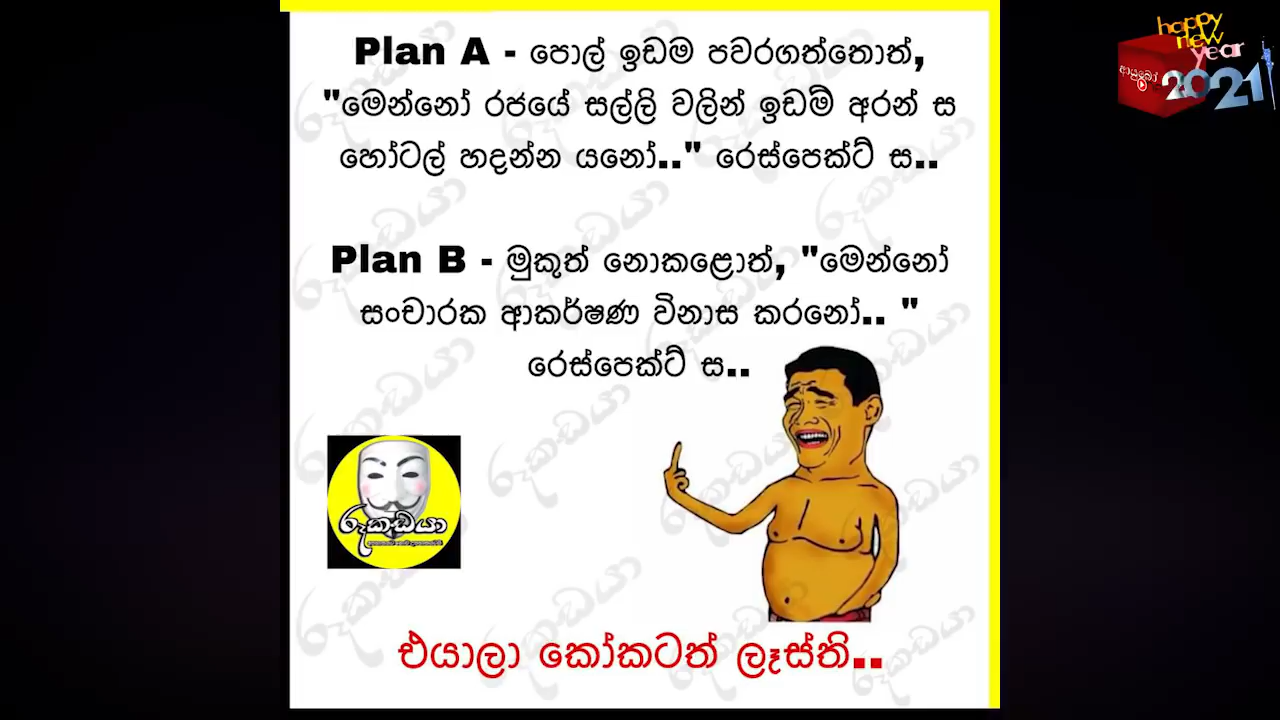 Plan A - පොල් ඉඩම පවරගත්තොත්,
"මෙන්නෝ රජයේ සල්ලි වලින් ඉඩම් අරන් ස
හෝටල් හදන්න යනෝ.." රෙස්පෙක්ට් ස..
Plan B - මුකුත් නොකළොත්, "මෙන්නෝ
සංචාරක ආකර්ෂණ විනාස කරනෝ.. "
රෙස්පෙක්ට් ස..
එයාලා කෝකටත් ලෑස්ති..
රූකඩයා
happy
new
year
2021